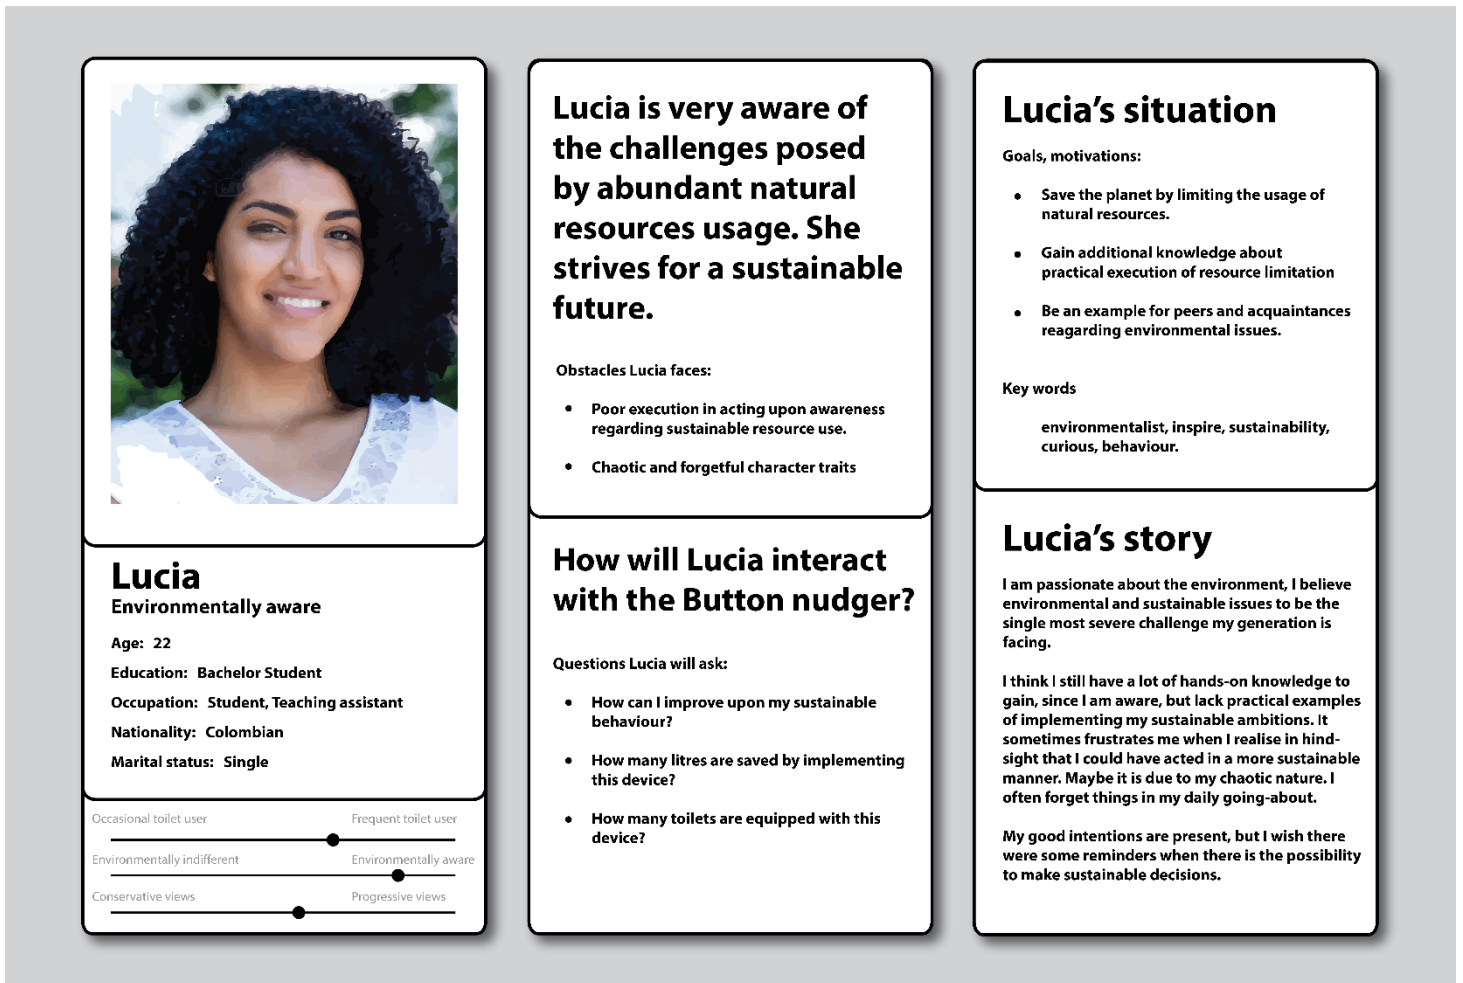 Lucia
Environmentally aware
Age: 22
Education: Bachelor Student
Occupation: Student, Teaching assistant
Nationality: Colombian
Marital status: Single
Occasional toilet user
Frequent toilet user
Environmentally indifferent
Environmentally aware
Conservative views
Progressive views
Lucia is very aware of
the challenges posed
by abundant natural
resources usage. She
strives for a sustainable
future.
Obstacles Lucia faces:
• Poor execution in acting upon awareness
regarding sustainable resource use.
• Chaotic and forgetful character traits
How will Lucia interact
with the Button nudger?
Questions Lucia will ask:
• How can I improve upon my sustainable
behaviour?
• How many litres are saved by implementing
this device?
• How many toilets are equipped with this
device?
Lucia’s situation
Goals, motivations:
• Save the planet by limiting the usage of
natural resources.
• Gain additional knowledge about
practical execution of resource limitation
• Be an example for peers and acquaintances
reagarding environmental issues.
Key words
environmentalist, inspire, sustainability,
curious, behaviour.
Lucia’s story
I am passionate about the environment, I believe
environmental and sustainable issues to be the
single most severe challenge my generation is
facing.
I think I still have a lot of hands-on knowledge to
gain, since I am aware, but lack practical examples
of implementing my sustainable ambitions. It
sometimes frustrates me when I realise in hind-
sight that I could have acted in a more sustainable
manner. Maybe it is due to my chaotic nature. I
often forget things in my daily going-about.
My good intentions are present, but I wish there
were some reminders when there is the possibility
to make sustainable decisions.